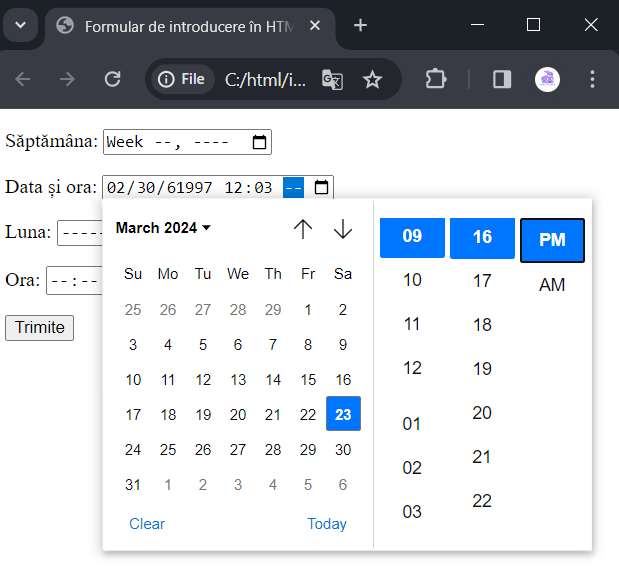 Formular de introducere în HTM
File C:/html/i...
Săptămâna: Week --, ----
Data și ora: 02/30/61997 12:03 --
Luna: -----
Ora: --:--
Trimite
March 2024
Su Mo Tu We Th Fr Sa
25 26 27 28 29 1 2
3 4 5 6 7 8 9
10 11 12 13 14 15 16
17 18 19 20 21 22 23
24 25 26 27 28 29 30
31 1 2 3 4 5 6
Clear Today
09 16 PM
10 17 AM
11 18
12 19
01 20
02 21
03 22